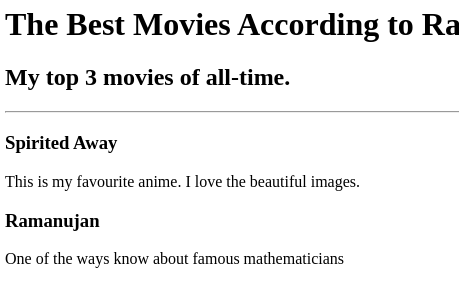 The Best Movies According to Ra
My top 3 movies of all-time.
Spirited Away
This is my favourite anime. I love the beautiful images.
Ramanujan
One of the ways know about famous mathematicians